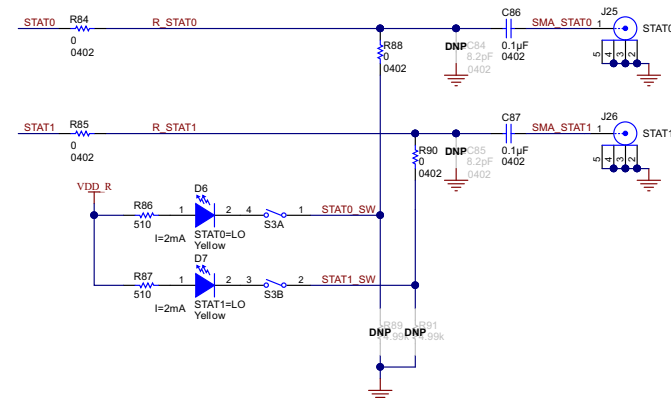 STAT0
R84
0
0402
R_STAT0
R88
0
0402
DNP
C84
8.2pF
0402
C86
0.1µF
0402
SMA_STAT0
1
J25
STAT0
5
4
3
2
STAT1
R85
0
0402
R_STAT1
R90
0
0402
DNP
C85
8.2pF
0402
C87
0.1µF
0402
SMA_STAT1
1
J26
STAT1
5
4
3
2
VDD_R
R86
510
I=2mA
1
D6
2
STAT0=LO
Yellow
4
S3A
1
STAT0_SW
R87
510
I=2mA
1
D7
2
STAT1=LO
Yellow
3
S3B
2
STAT1_SW
DNP
R89
4.99k
DNP
R91
4.99k